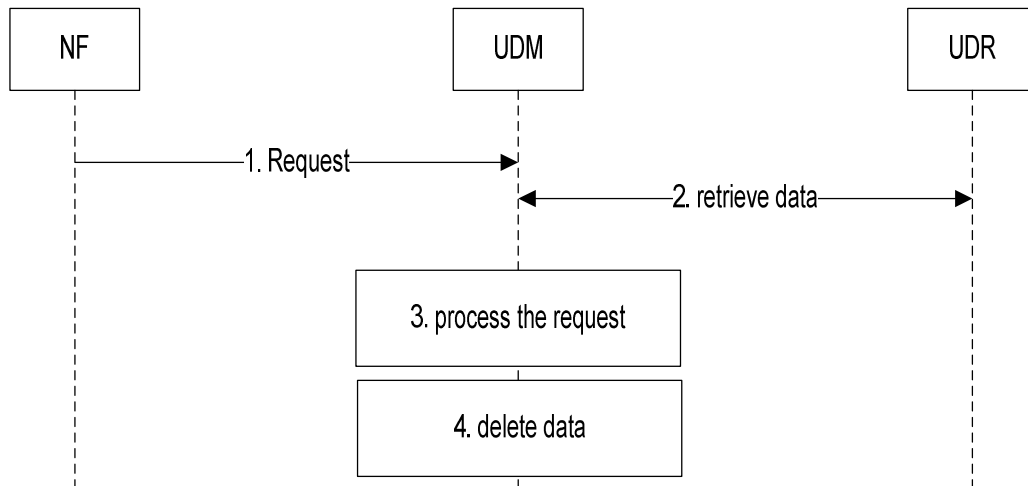 NF
UDM
UDR
1. Request
2. retrieve data
3. process the request
4. delete data